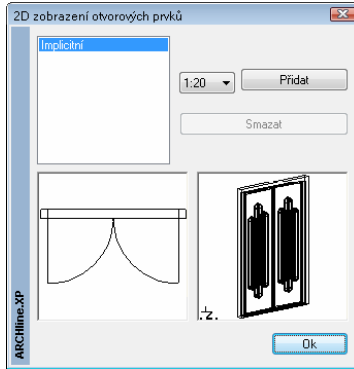 2D zobrazení otvorových prvků
Implicitní
1:20
Přidat
Smazat
.z.
ARCHline.XP
Ok